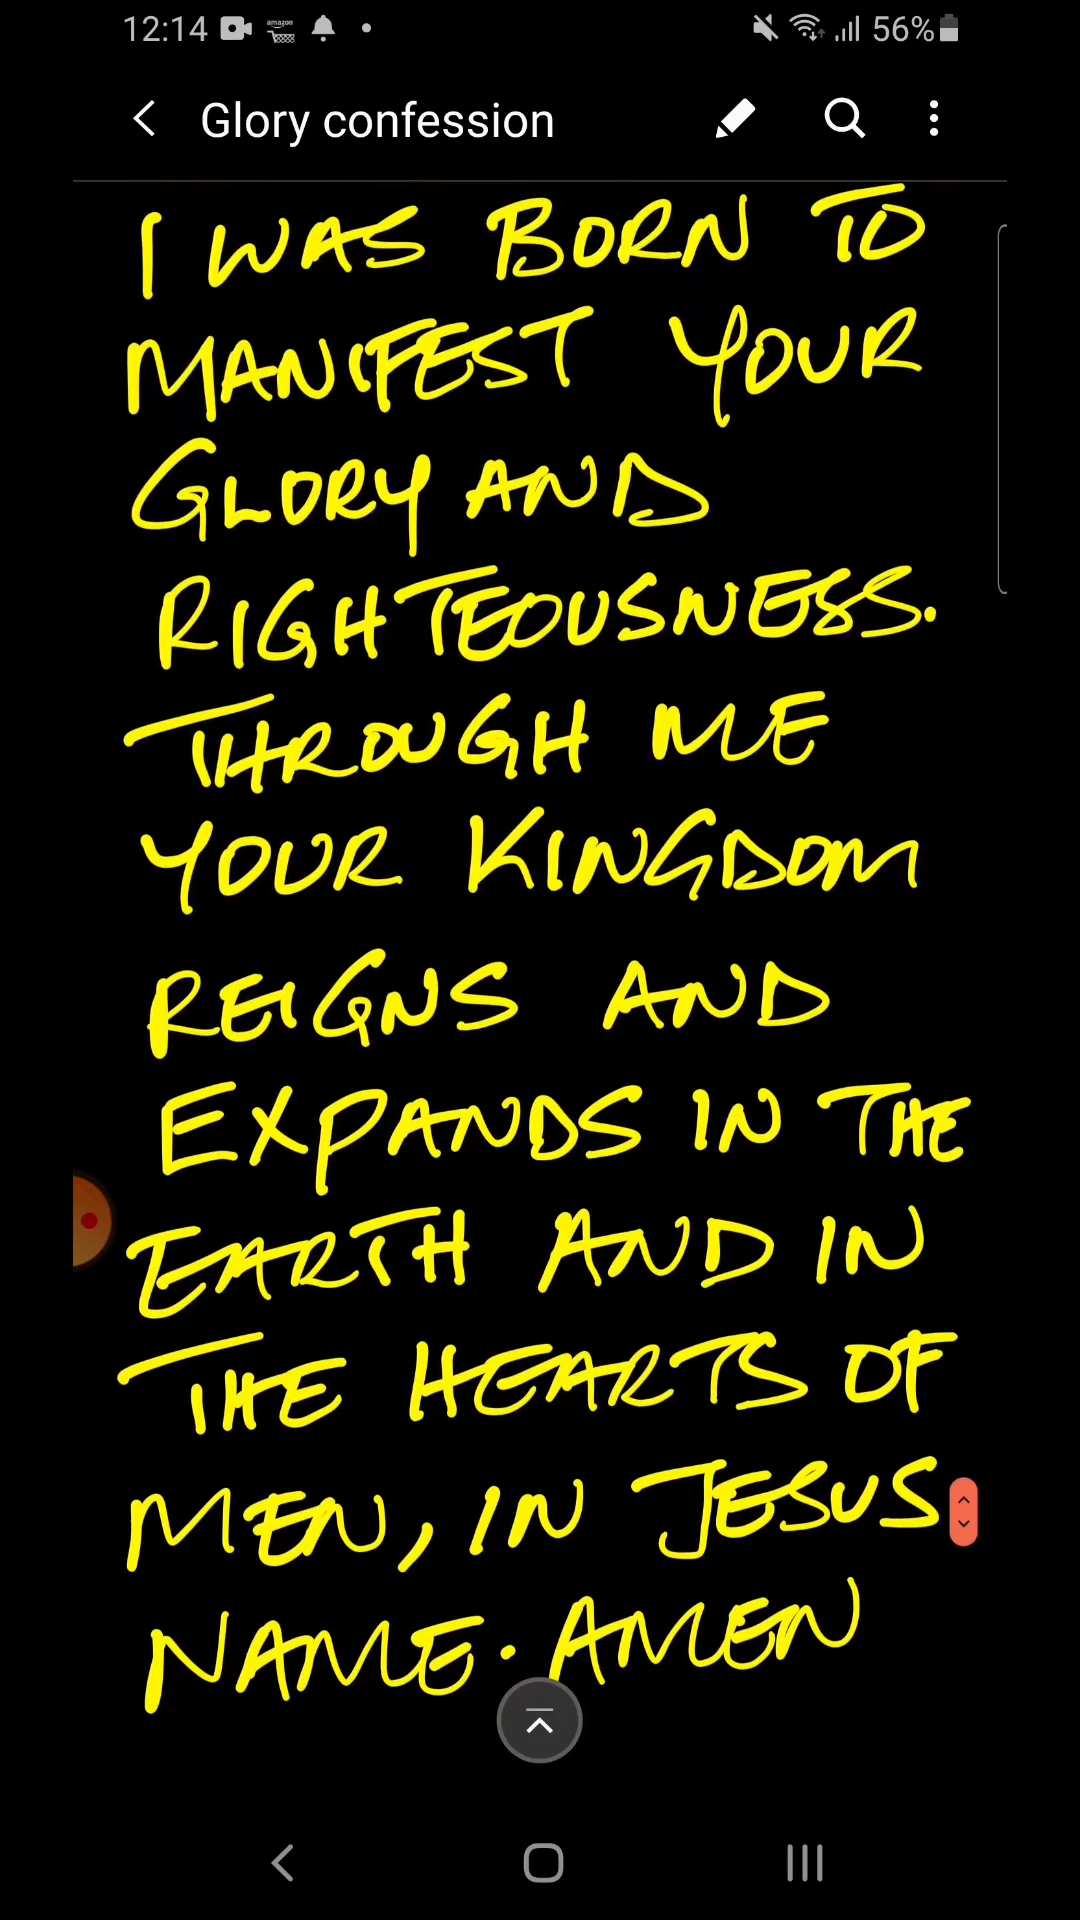 12:14 amazon 56%
Glory confession
I WAS BORN TO
MANIFEST YOUR
GLORY AND
RIGHTEOUSNESS.
THROUGH ME
YOUR KINGDOM
REIGNS AND
EXPANDS IN THE
EARTH AND IN
THE HEARTS OF
MEN, IN JESUS
NAME. AMEN